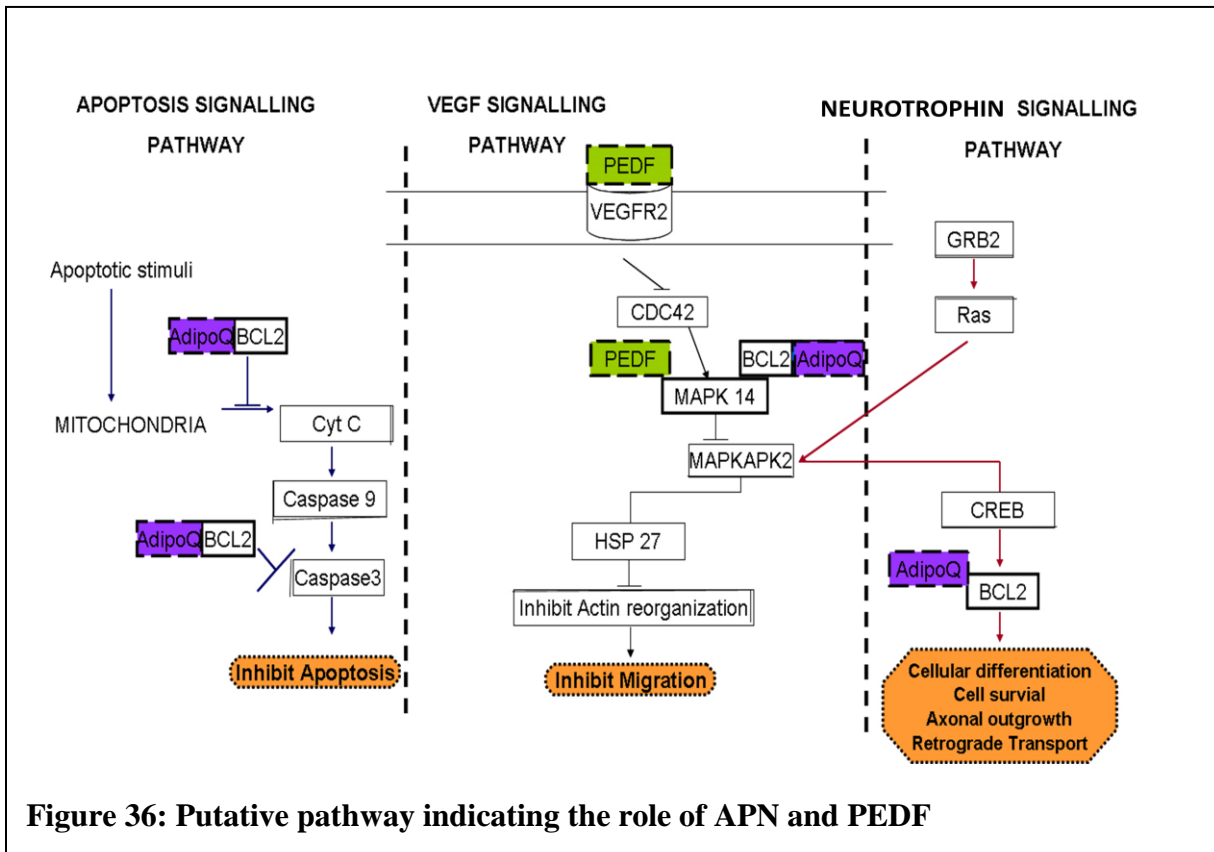 APOPTOSIS SIGNALLING
PATHWAY
VEGF SIGNALLING
PATHWAY
NEUROTROPHIN SIGNALLING
PATHWAY
Apoptotic stimuli
AdipoQ BCL2
MITOCHONDRIA
Cyt C
Caspase 9
AdipoQ BCL2
Caspase3
Inhibit Apoptosis
PEDF
VEGFR2
CDC42
PEDF
BCL2 AdipoQ
MAPK 14
MAPKAPK2
HSP 27
Inhibit Actin reorganization
Inhibit Migration
GRB2
Ras
CREB
AdipoQ
BCL2
Cellular differentiation
Cell survial
Axonal outgrowth
Retrograde Transport
Figure 36: Putative pathway indicating the role of APN and PEDF